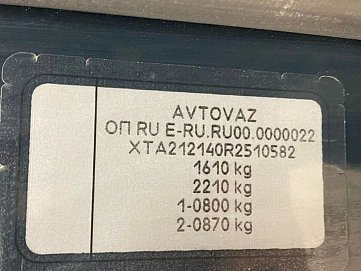 AVTOVAZ
ОП RU E-RU.RU00.0000022
XTA212140R2510582
1610 kg
2210 kg
1-0800 kg
2-0870 kg